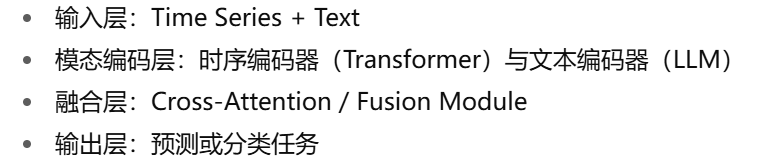 • 输入层：Time Series + Text
• 模态编码层：时序编码器（Transformer）与文本编码器（LLM）
• 融合层：Cross-Attention / Fusion Module
• 输出层：预测或分类任务